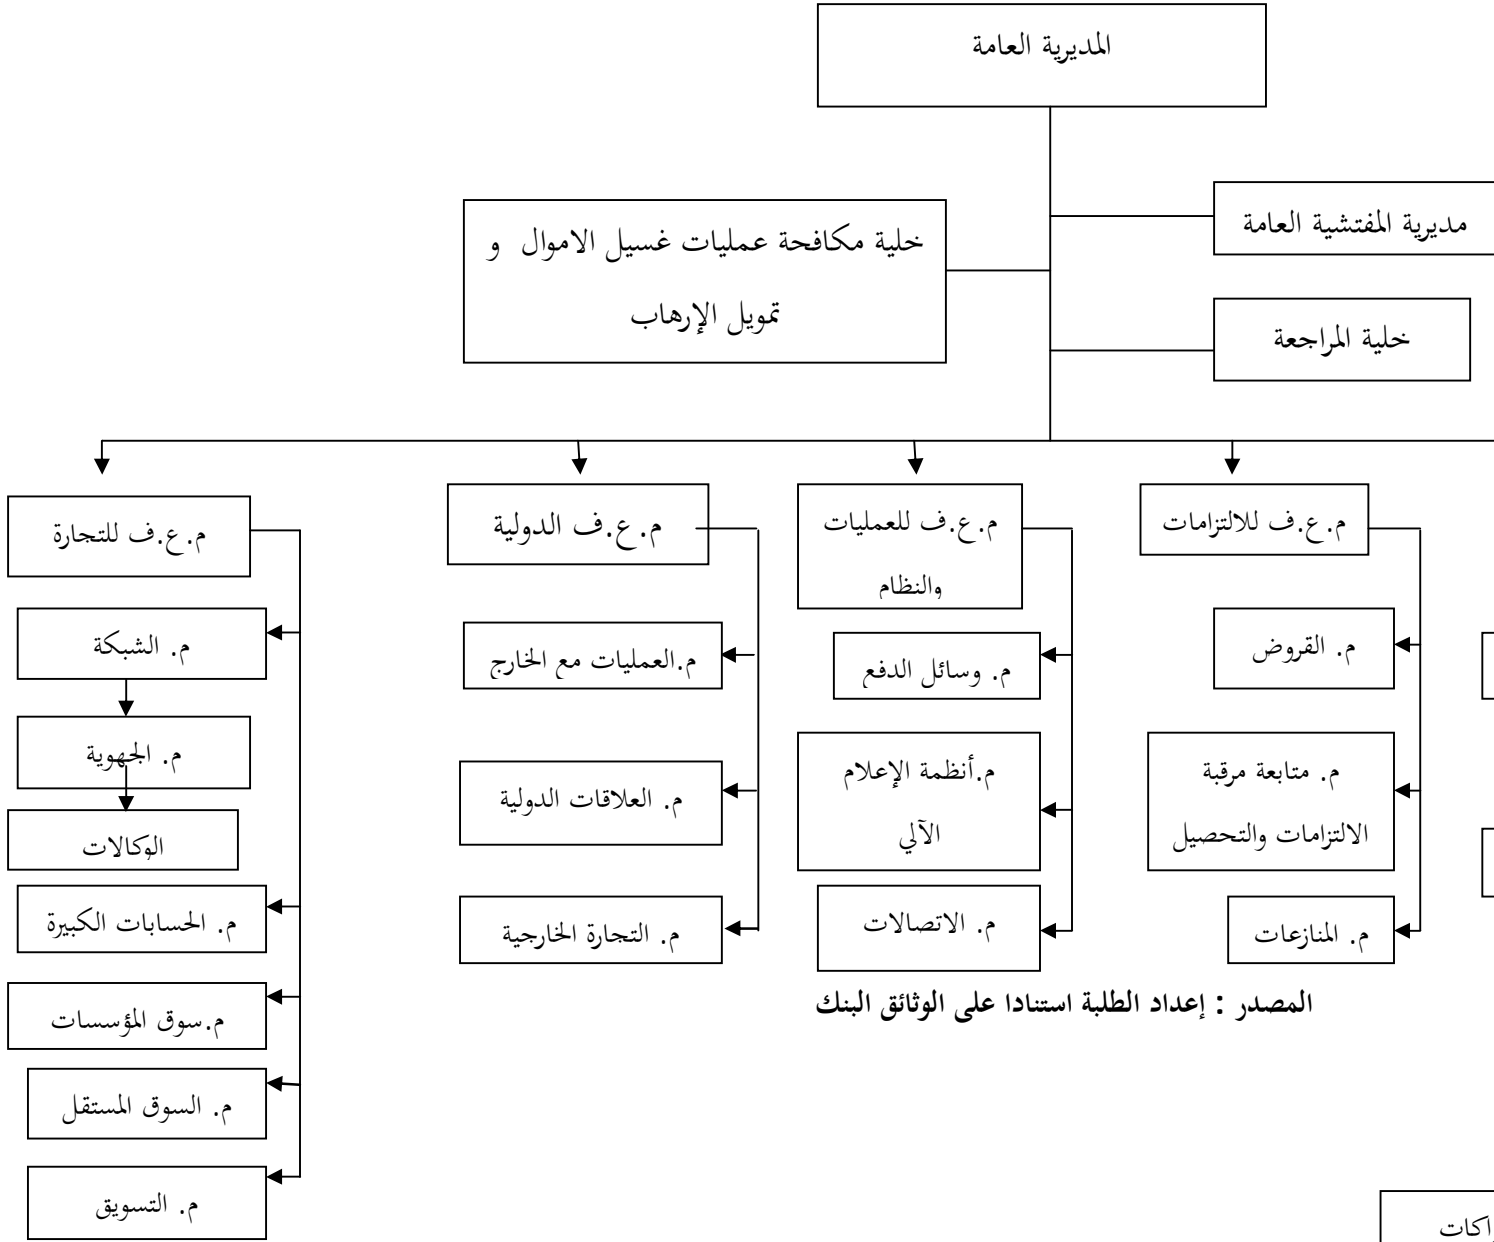 المديرية العامة
مديرية المفتشية العامة
خلية مكافحة عمليات غسيل الاموال و
تمويل الإرهاب
خلية المراجعة
م.ع.ف للالتزامات
م. القروض
م. متابعة مرقبة
الالتزامات والتحصيل
م. المنازعات
م.ع.ف للعمليات
والنظام
م. وسائل الدفع
م.أنظمة الإعلام
الآلي
م. الاتصالات
م.ع.ف الدولية
م.العمليات مع الخارج
م. العلاقات الدولية
م. التجارة الخارجية
م.ع.ف للتجارة
م. الشبكة
م. الجهوية
الوكالات
م. الحسابات الكبيرة
م.سوق المؤسسات
م. السوق المستقل
م. التسويق
المصدر : إعداد الطلبة استنادا على الوثائق البنك